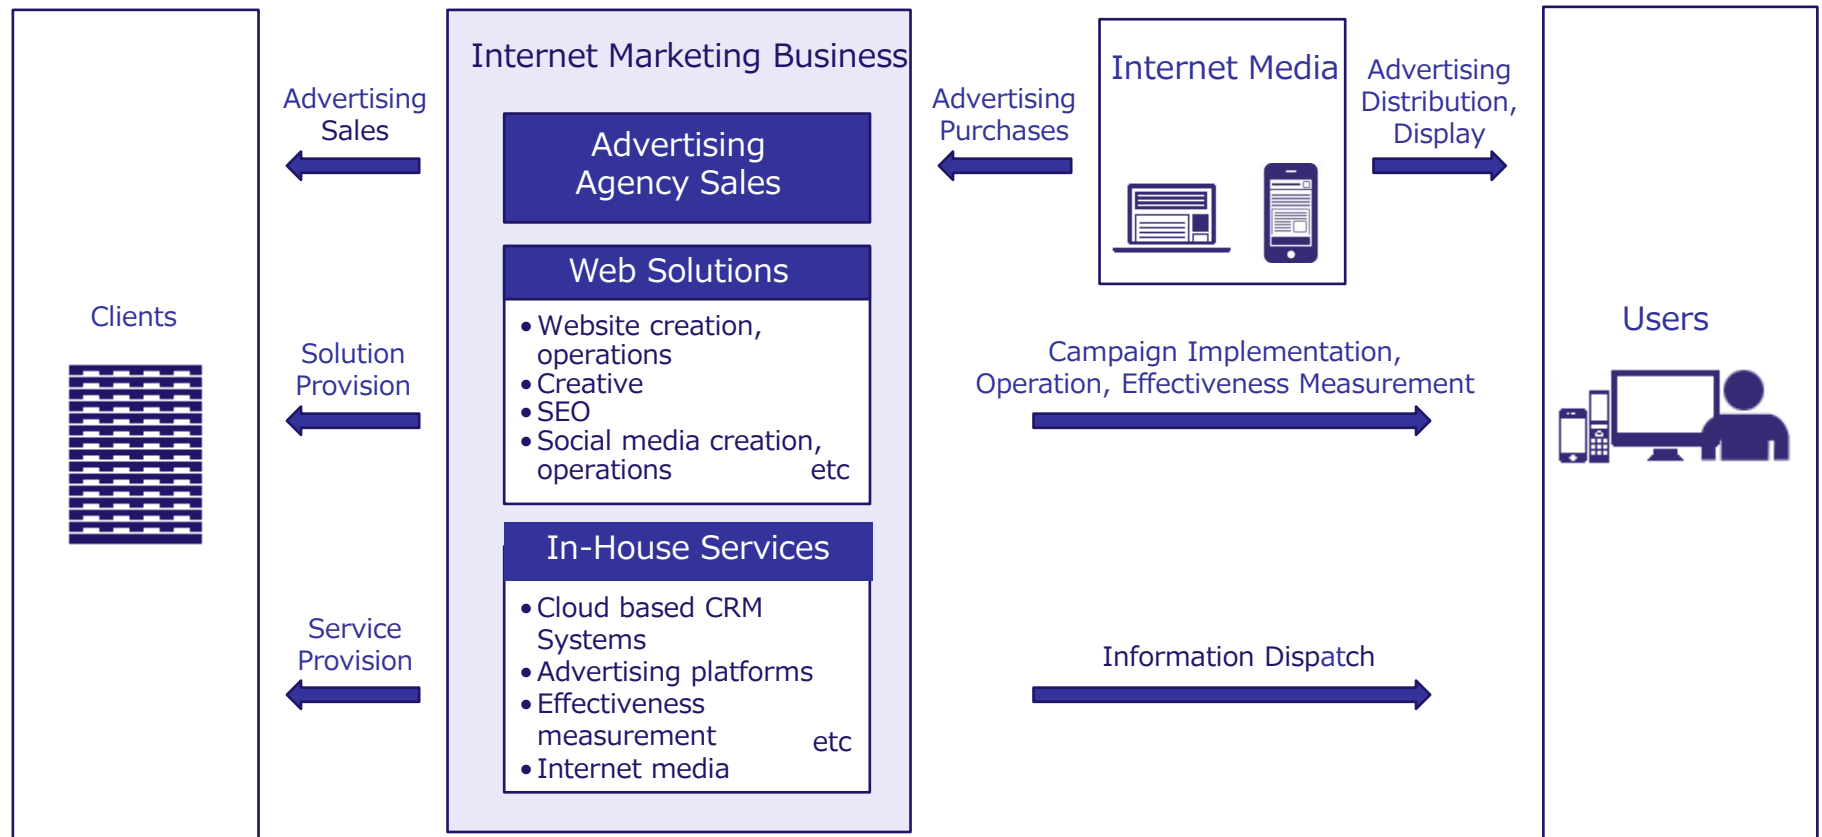 Clients
Advertising
Sales
Solution
Provision
Service
Provision
Internet Marketing Business
Advertising
Agency Sales
Web Solutions
•Website creation,
operations
•Creative
•SEO
•Social media creation,
operations etc
In-House Services
•Cloud based CRM
Systems
•Advertising platforms
•Effectiveness
measurement etc
•Internet media
Advertising
Purchases
Internet Media
Advertising
Distribution,
Display
Campaign Implementation,
Operation, Effectiveness Measurement
Information Dispatch
Users